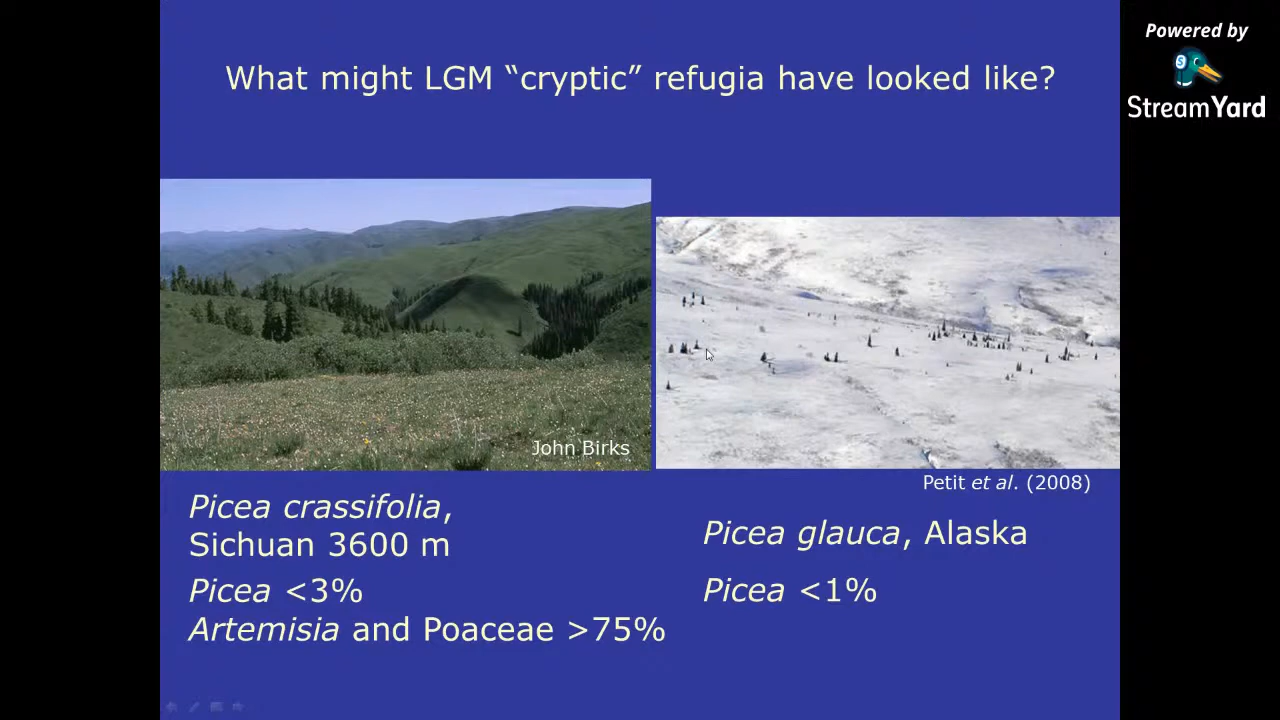 Powered by
StreamYard
What might LGM “cryptic” refugia have looked like?
John Birks
Petit et al. (2008)
Picea crassifolia,
Sichuan 3600 m
Picea <3%
Artemisia and Poaceae >75%
Picea glauca, Alaska
Picea <1%